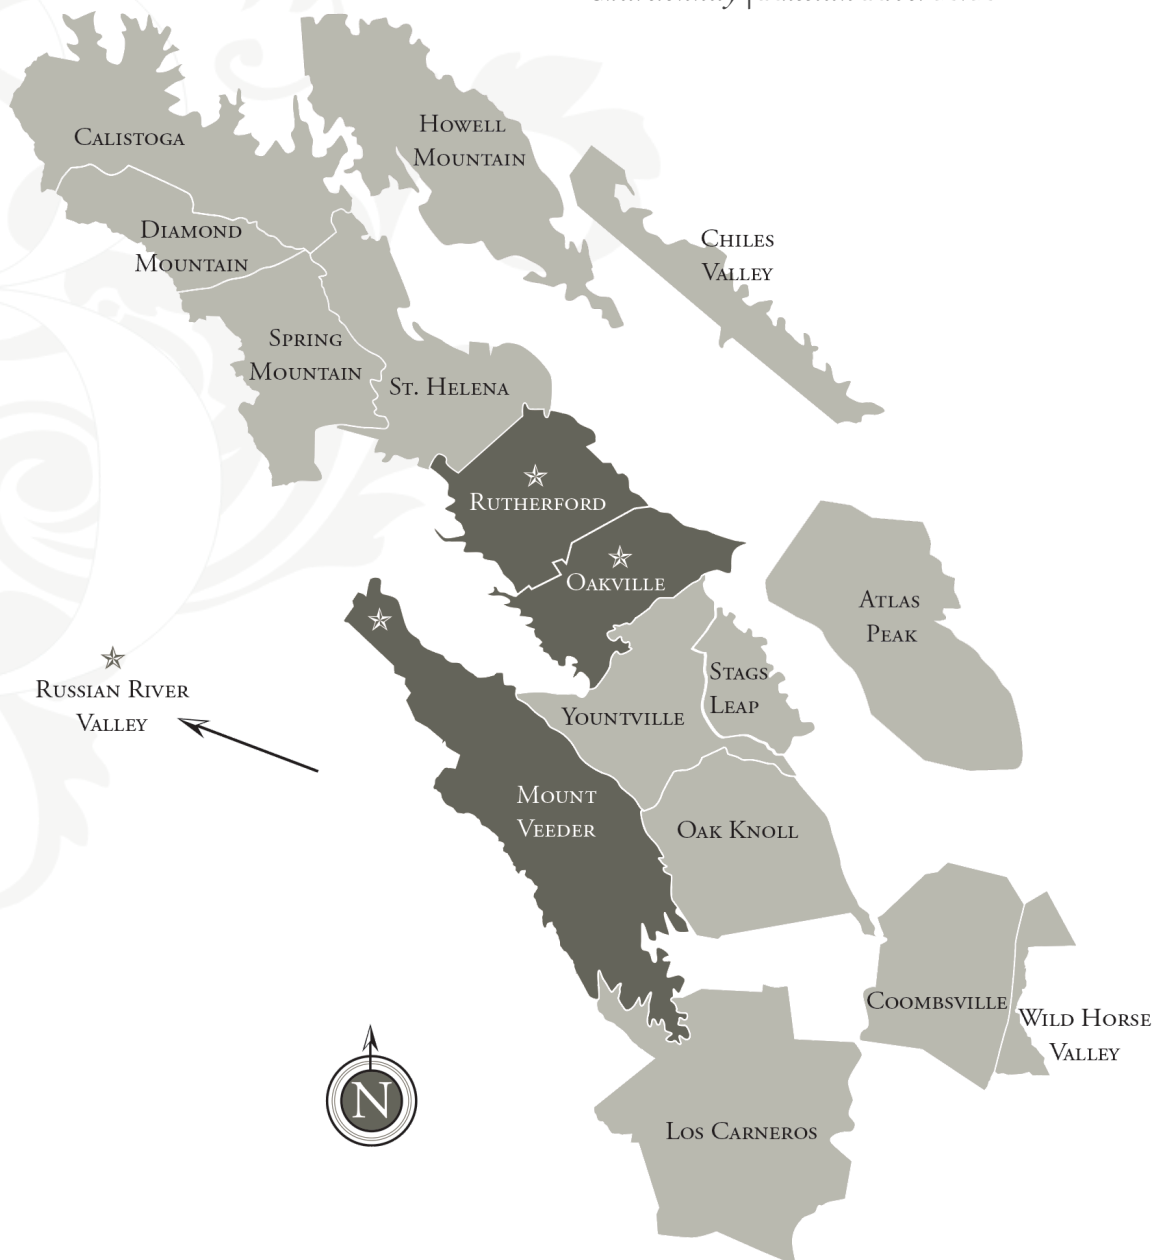 CALISTOGA
HOWELL
MOUNTAIN
DIAMOND
MOUNTAIN
CHILES
VALLEY
SPRING
MOUNTAIN
ST. HELENA
RUTHERFORD
OAKVILLE
ATLAS
PEAK
STAGS
LEAP
RUSSIAN RIVER
VALLEY
YOUNTVILLE
MOUNT
VEEDER
OAK KNOLL
COOMBSVILLE
WILD HORSE
VALLEY
N
LOS CARNEROS